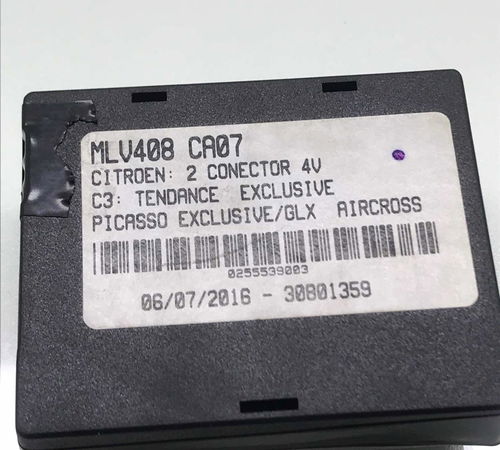 MLV408 CA07
CITROEN: 2 CONECTOR 4V
C3: TENDANCE EXCLUSIVE
PICASSO EXCLUSIVE/GLX AIRCROSS
0255539003
06/07/2016 - 30801359